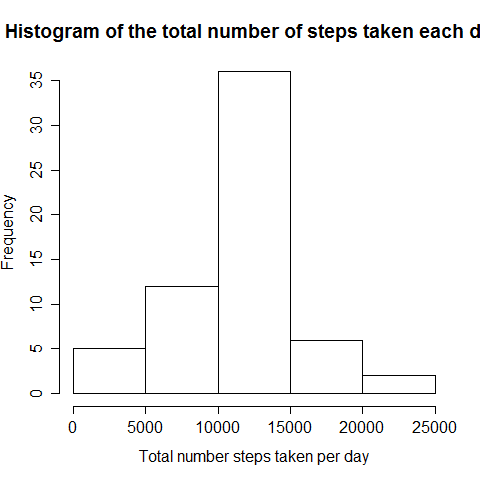 Histogram of the total number of steps taken each d
Frequency
35
30
25
20
15
10
5
0
0 5000 10000 15000 20000 25000
Total number steps taken per day